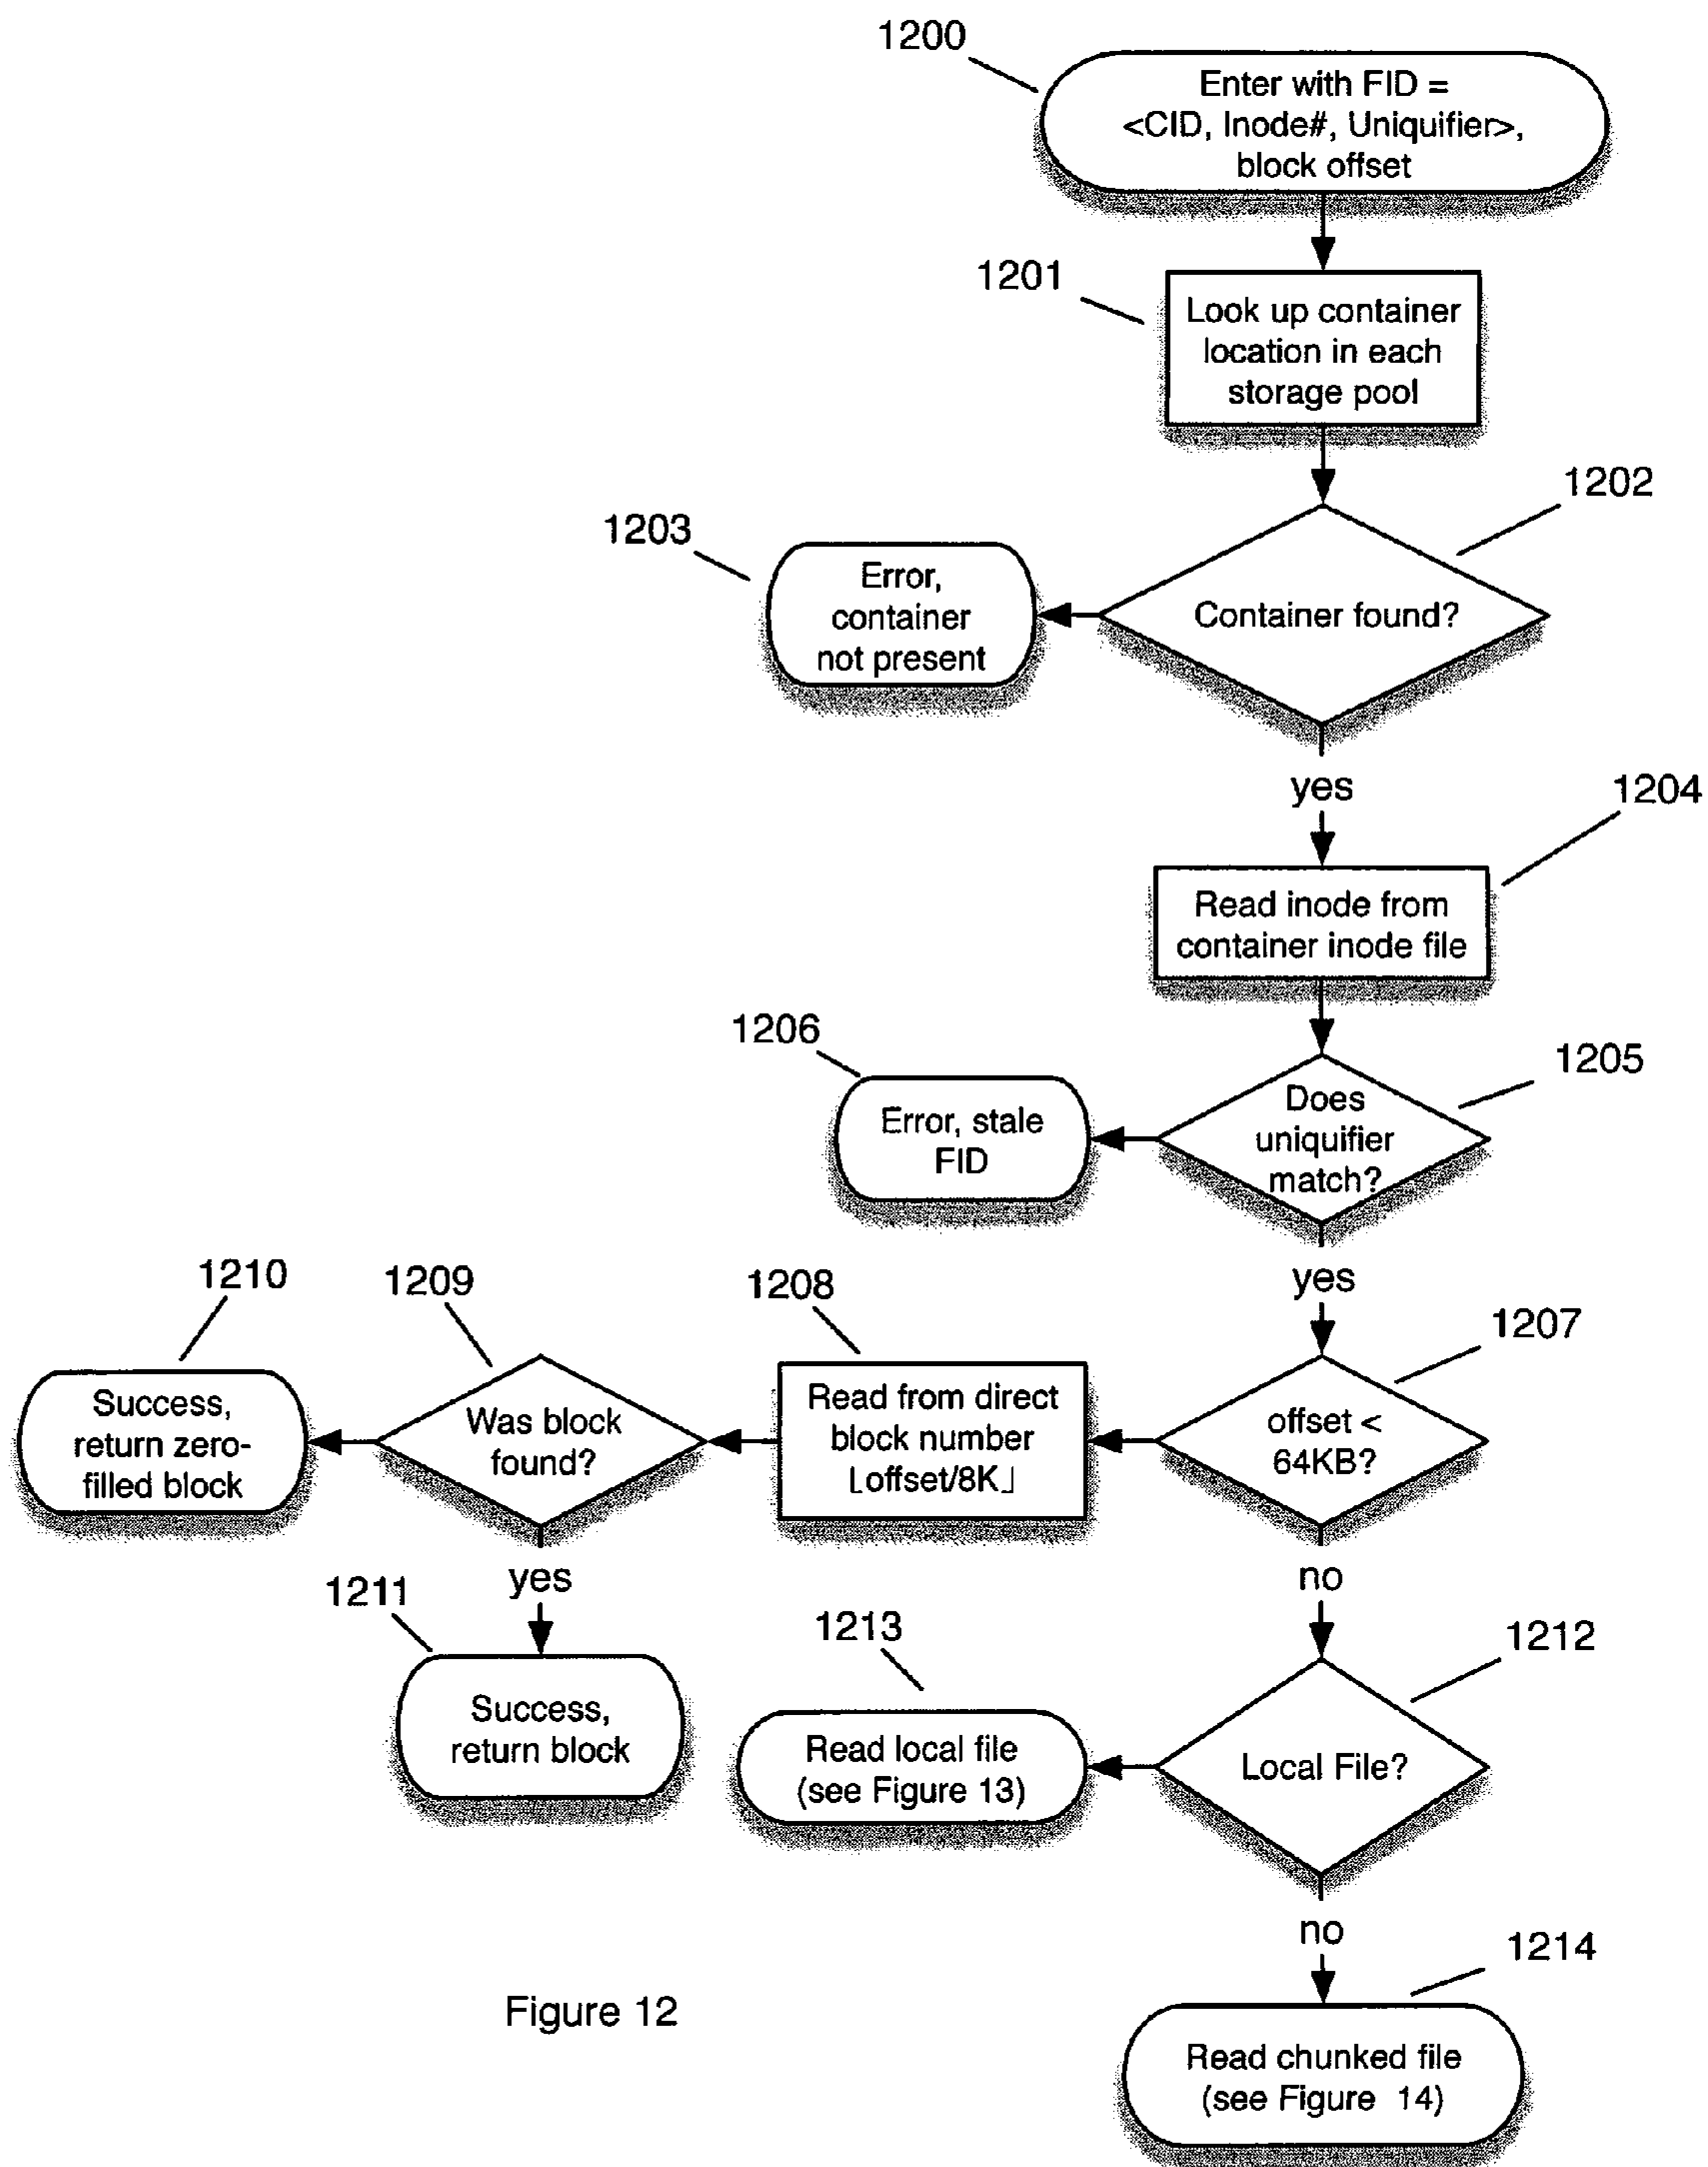 1200
Enter with FID =
<CID, Inode#, Uniquifier>,
block offset
1201
Look up container
location in each
storage pool
1202
Container found?
1203
Error,
container
not present
yes
1204
Read inode from
container inode file
1205
Does
uniquifier
match?
1206
Error, stale
FID
yes
1207
offset <
64KB?
1208
Read from direct
block number
⌊offset/8K⌋
1209
Was block
found?
1210
Success,
return zero-
filled block
yes
1211
Success,
return block
no
1212
Local File?
1213
Read local file
(see Figure 13)
no
1214
Read chunked file
(see Figure 14)
Figure 12